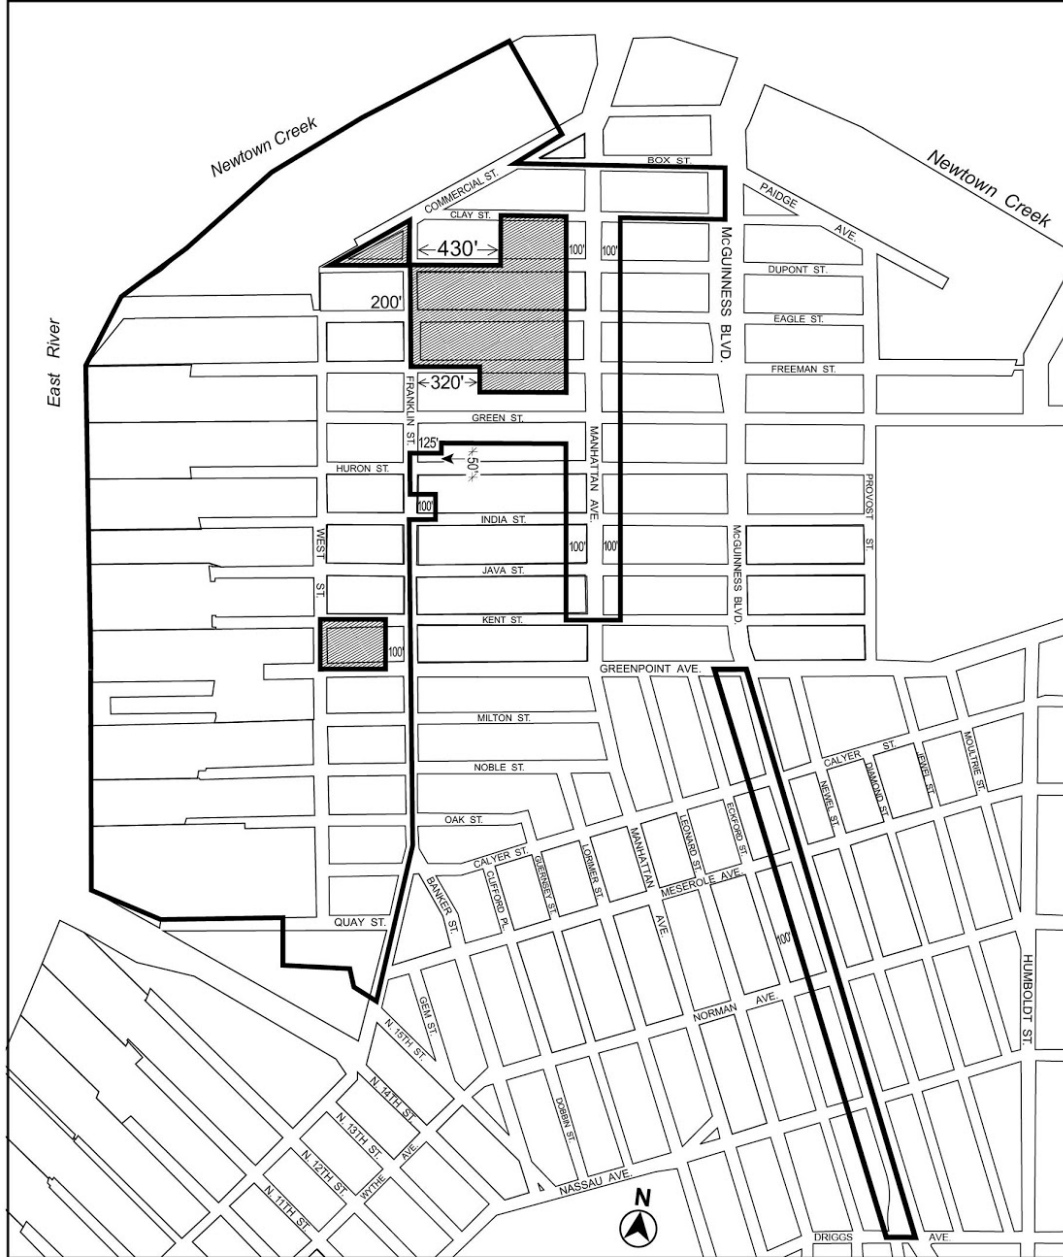 Newtown Creek
Newtown Creek
BOX ST.
COMMERCIAL ST.
CLAY ST.
PAIDGE
AVE.
430'
100'
100'
McGUINNESS BLVD.
DUPONT ST.
200'
EAGLE ST.
East River
320'
FREEMAN ST.
FRANKLIN ST.
GREEN ST.
125'
50'
MANHATTAN AVE.
HURON ST.
PROVOST ST.
100'
INDIA ST.
WEST ST.
100'
100'
McGUINNESS BLVD.
JAVA ST.
KENT ST.
100'
GREENPOINT AVE.
MILTON ST.
NOBLE ST.
CALYER ST.
NEWEL ST.
DIAMOND ST.
JEWEL ST.
MOULTRIE ST.
OAK ST.
CALYER ST.
BANKER ST.
CLIFFORD PL.
GUERNSEY ST.
LORIMER ST.
MANHATTAN
AVE.
LEONARD ST.
ECKFORD ST.
MESEROLE AVE.
QUAY ST.
100'
HUMBOLDT ST.
GEM ST.
NORMAN AVE.
N. 15TH ST.
N. 14TH ST.
N. 13TH ST.
N. 12TH ST.
N. 11TH ST.
WYTHE AVE.
DOBBIN ST.
NASSAU AVE.
N
DRIGGS AVE.